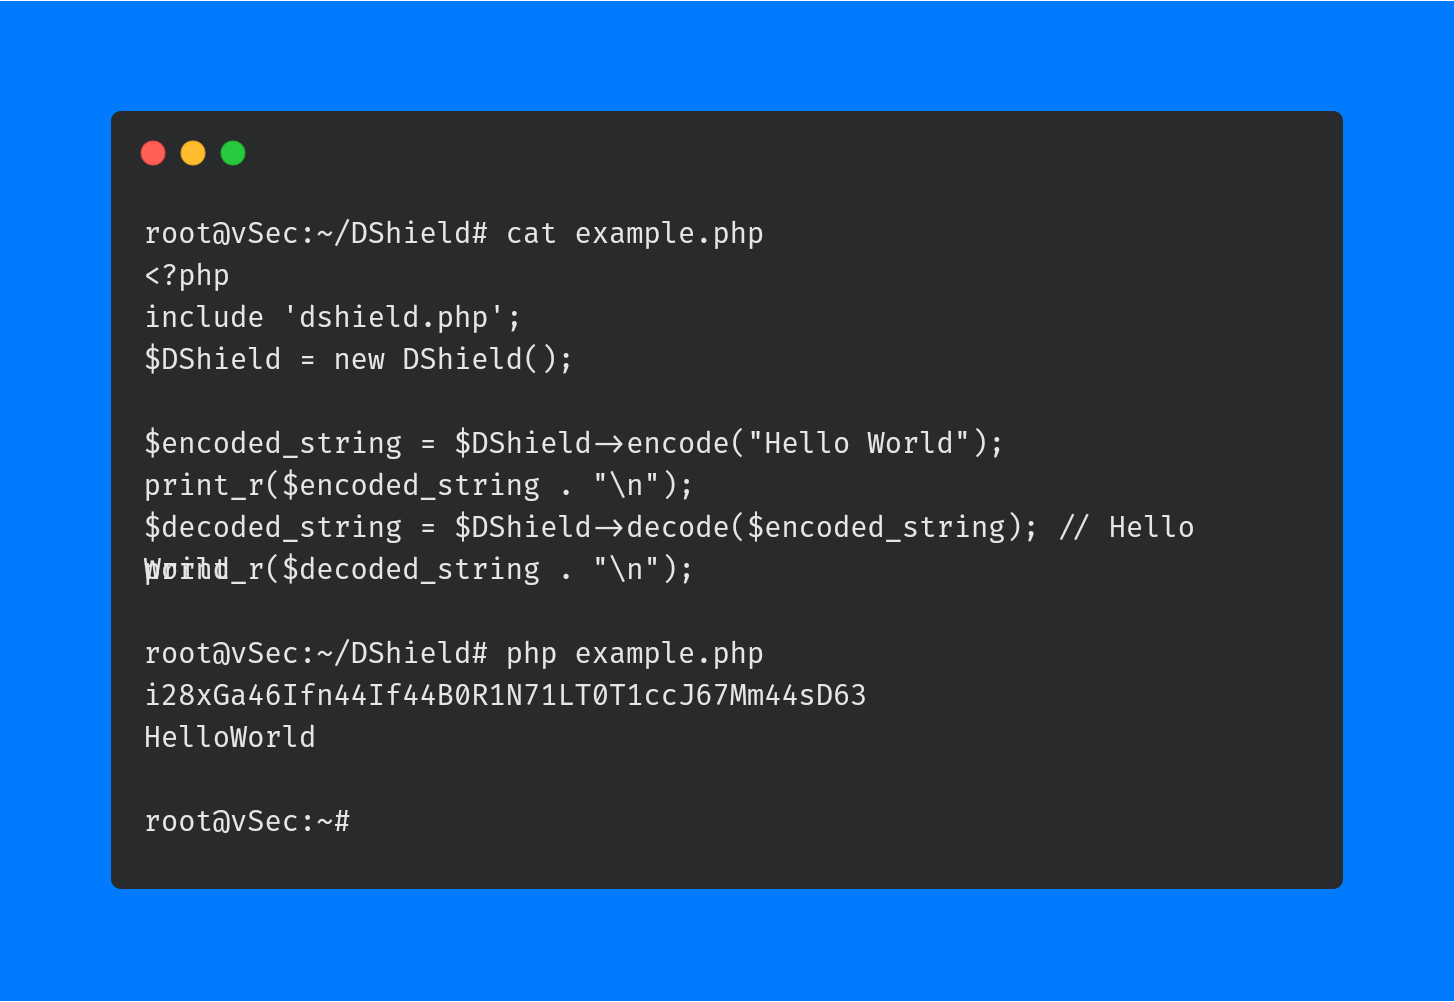 root@vSec:~/DShield# cat example.php
<?php
include 'dshield.php';
$DShield = new DShield();
$encoded_string = $DShield->encode("Hello World");
print_r($encoded_string . "\n");
$decoded_string = $DShield->decode($encoded_string); // Hello
World
print_r($decoded_string . "\n");
root@vSec:~/DShield# php example.php
i28xGa46Ifn44If44B0R1N71LT0T1ccJ67Mm44sD63
HelloWorld
root@vSec:~#